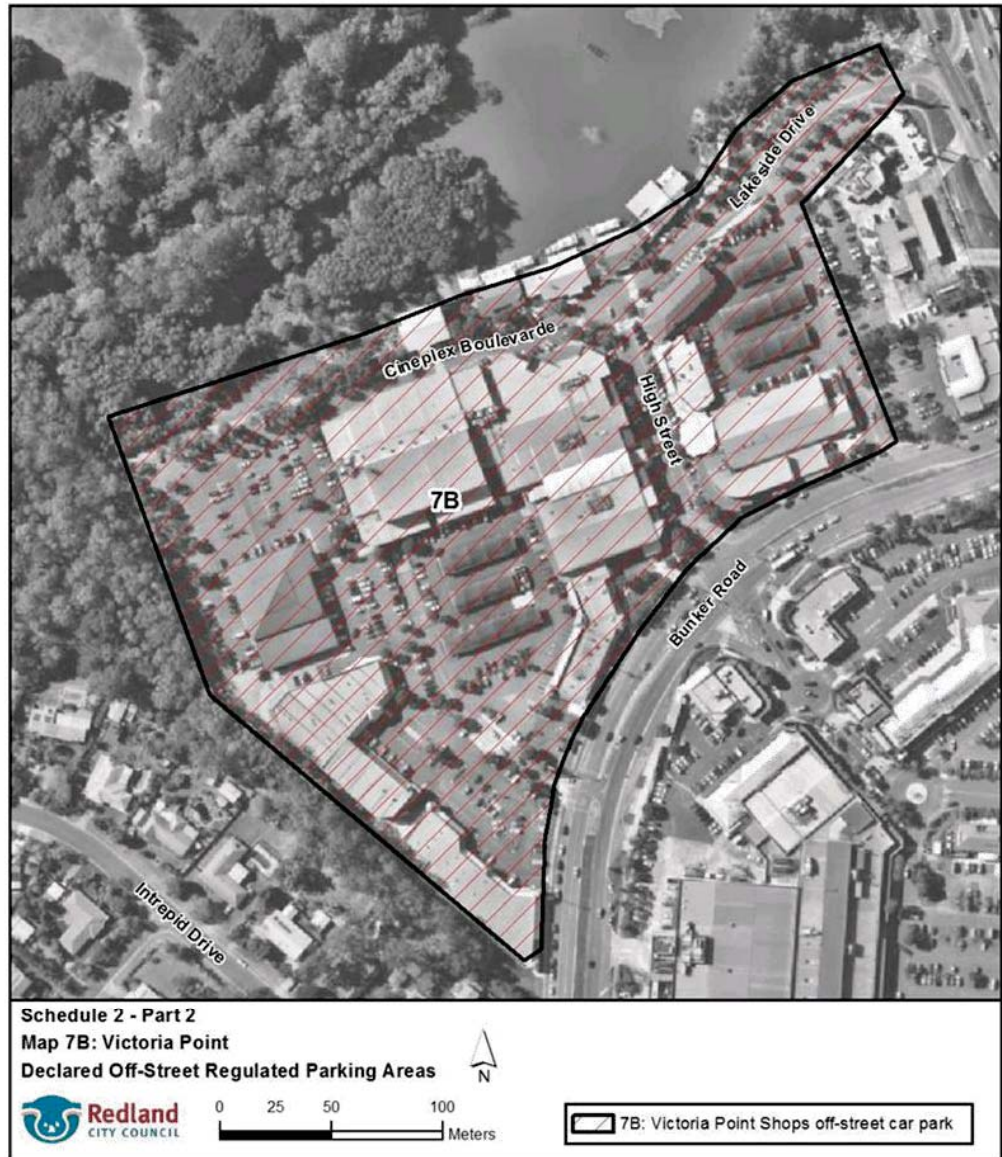 Lakeside Drive
Cineplex Boulevarde
High Street
7B
Bunker Road
Intrepid Drive
Schedule 2 - Part 2
Map 7B: Victoria Point
Declared Off-Street Regulated Parking Areas
N
Redland
CITY COUNCIL
0 25 50 100
Meters
7B: Victoria Point Shops off-street car park